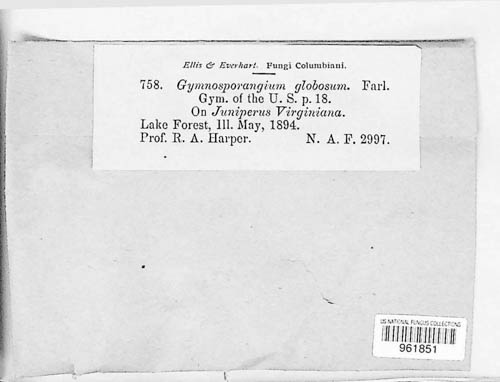 Ellis & Everhart. Fungi Columbiani.
758. Gymnosporangium globosum. Farl.
Gym. of the U. S. p. 18.
On Juniperus Virginiana.
Lake Forest, Ill. May, 1894.
Prof. R. A. Harper. N. A. F. 2997.
US NATIONAL FUNGUS COLLECTIONS
961851